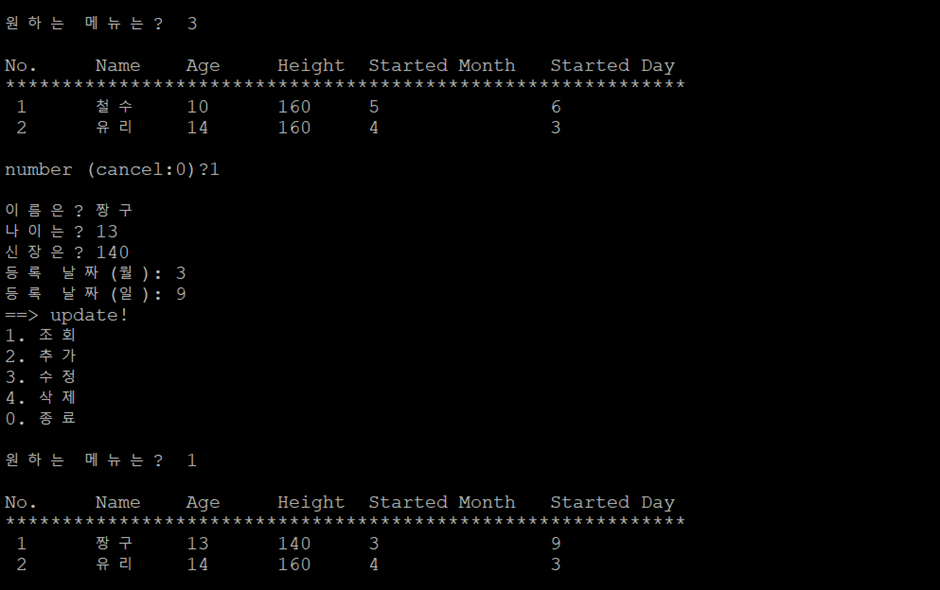 원하는 메뉴는? 3
No. Name Age Height Started Month Started Day
************************************************************
1 철수 10 160 5 6
2 유리 14 160 4 3
number (cancel:0)?1
이름은? 짱구
나이는? 13
신장은? 140
등록 날짜(월): 3
등록 날짜(일): 9
==> update!
1. 조회
2. 추가
3. 수정
4. 삭제
0. 종료
원하는 메뉴는? 1
No. Name Age Height Started Month Started Day
************************************************************
1 짱구 13 140 3 9
2 유리 14 160 4 3